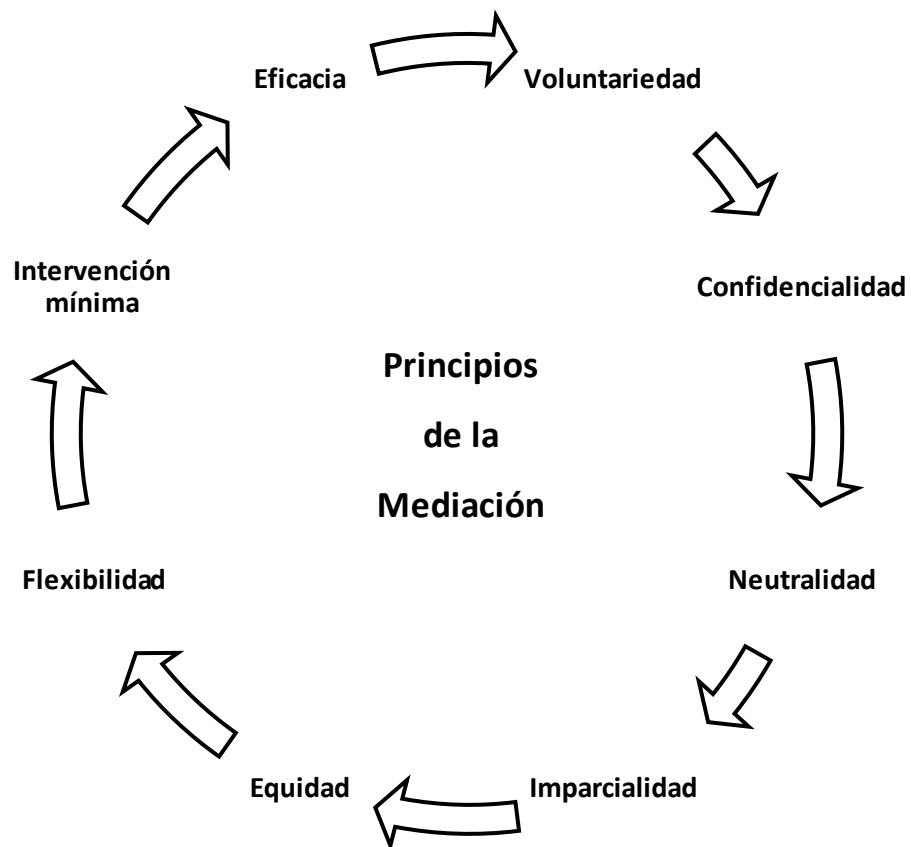 Eficacia
Voluntariedad
Intervención
mínima
Confidencialidad
Principios
de la
Mediación
Flexibilidad
Neutralidad
Equidad
Imparcialidad